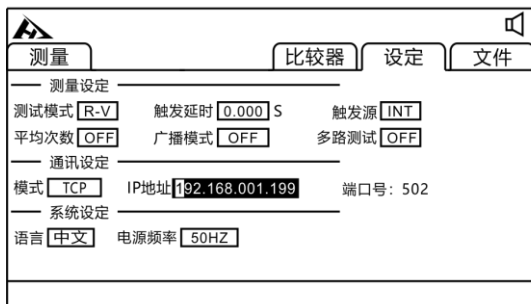 测量 比较器 设定 文件
测量设定
测试模式 R-V 触发延时 0.000 S 触发源 INT
平均次数 OFF 广播模式 OFF 多路测试 OFF
通讯设定
模式 TCP IP地址 192.168.001.199 端口号：502
系统设定
语言 中文 电源频率 50HZ